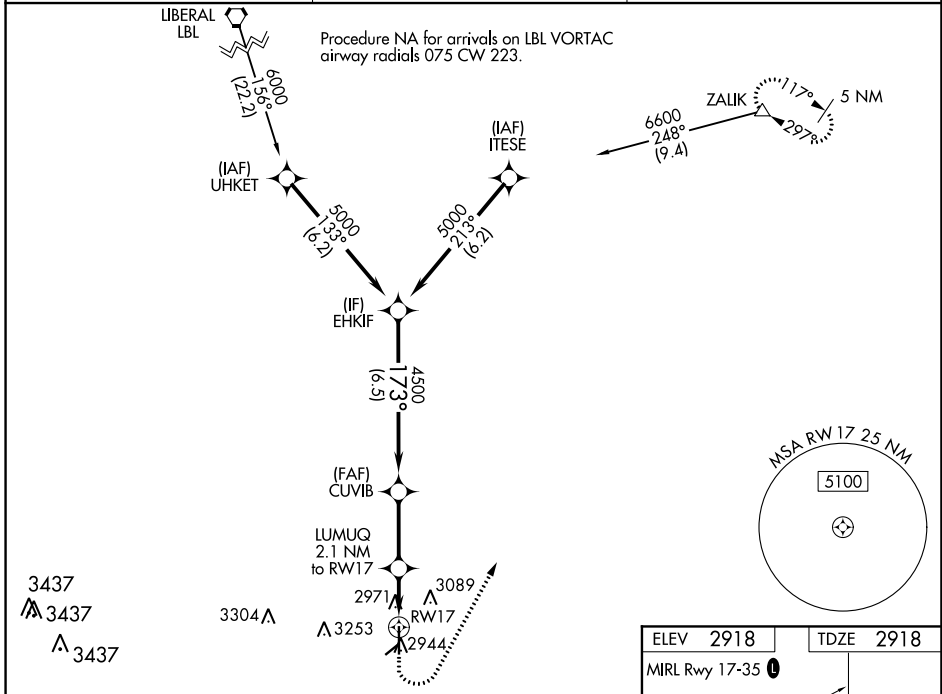 LIBERAL
LBL
Procedure NA for arrivals on LBL VORTAC
airway radials 075 CW 223.
6000
156°
(22.2)
ZALIK
117°
5 NM
297°
6600
248°
(9.4)
(IAF)
ITESE
(IAF)
UHKET
5000
133°
(6.2)
5000
213°
(6.2)
(IF)
EHKIF
4500
173°
(6.5)
MSA RW 17 25 NM
5100
(FAF)
CUVIB
LUMUQ
2.1 NM
to RW17
3437
3437
3437
3304
3253
2971
3089
RW17
2944
ELEV 2918
TDZE 2918
MIRL Rwy 17-35 L